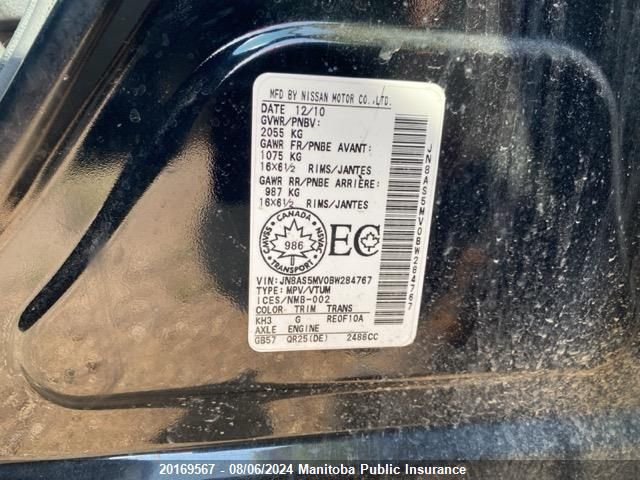 MFD BY NISSAN MOTOR CO.,LTD.
DATE 12/10
GVWR/PNBV:
2055 KG
GAWR FR/PNBE AVANT:
1075 KG
16X6½ RIMS/JANTES
GAWR RR/PNBE ARRIÈRE:
987 KG
16X6½ RIMS/JANTES
CANADA
CMVSS 986 NSVAC
TRANSPORT
EC
VIN: JN8AS5MV0BW284767
TYPE: MPV/VTUM
ICES/NMB-002
COLOR TRIM TRANS
KH3 G RE0F10A
AXLE ENGINE
GB57 QR25(DE) 2488CC
JN8AS5MV0BW284767
20169567 - 08/06/2024 Manitoba Public Insurance